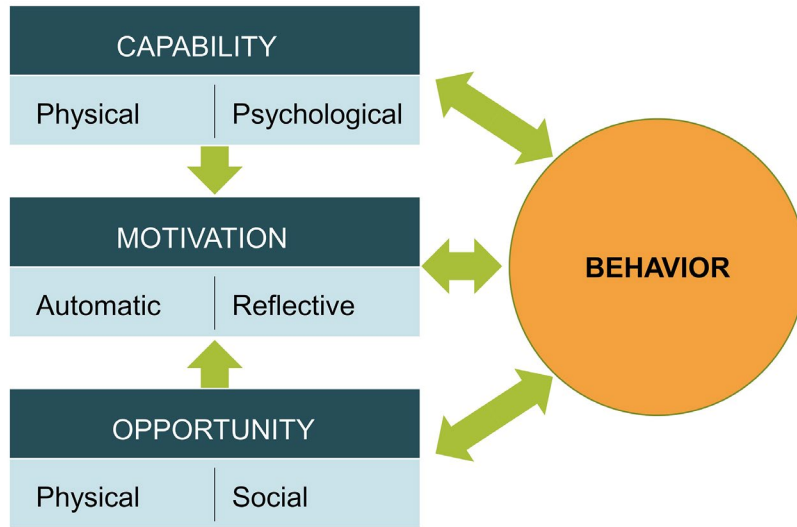 CAPABILITY
Physical Psychological
MOTIVATION
Automatic Reflective
BEHAVIOR
OPPORTUNITY
Physical Social